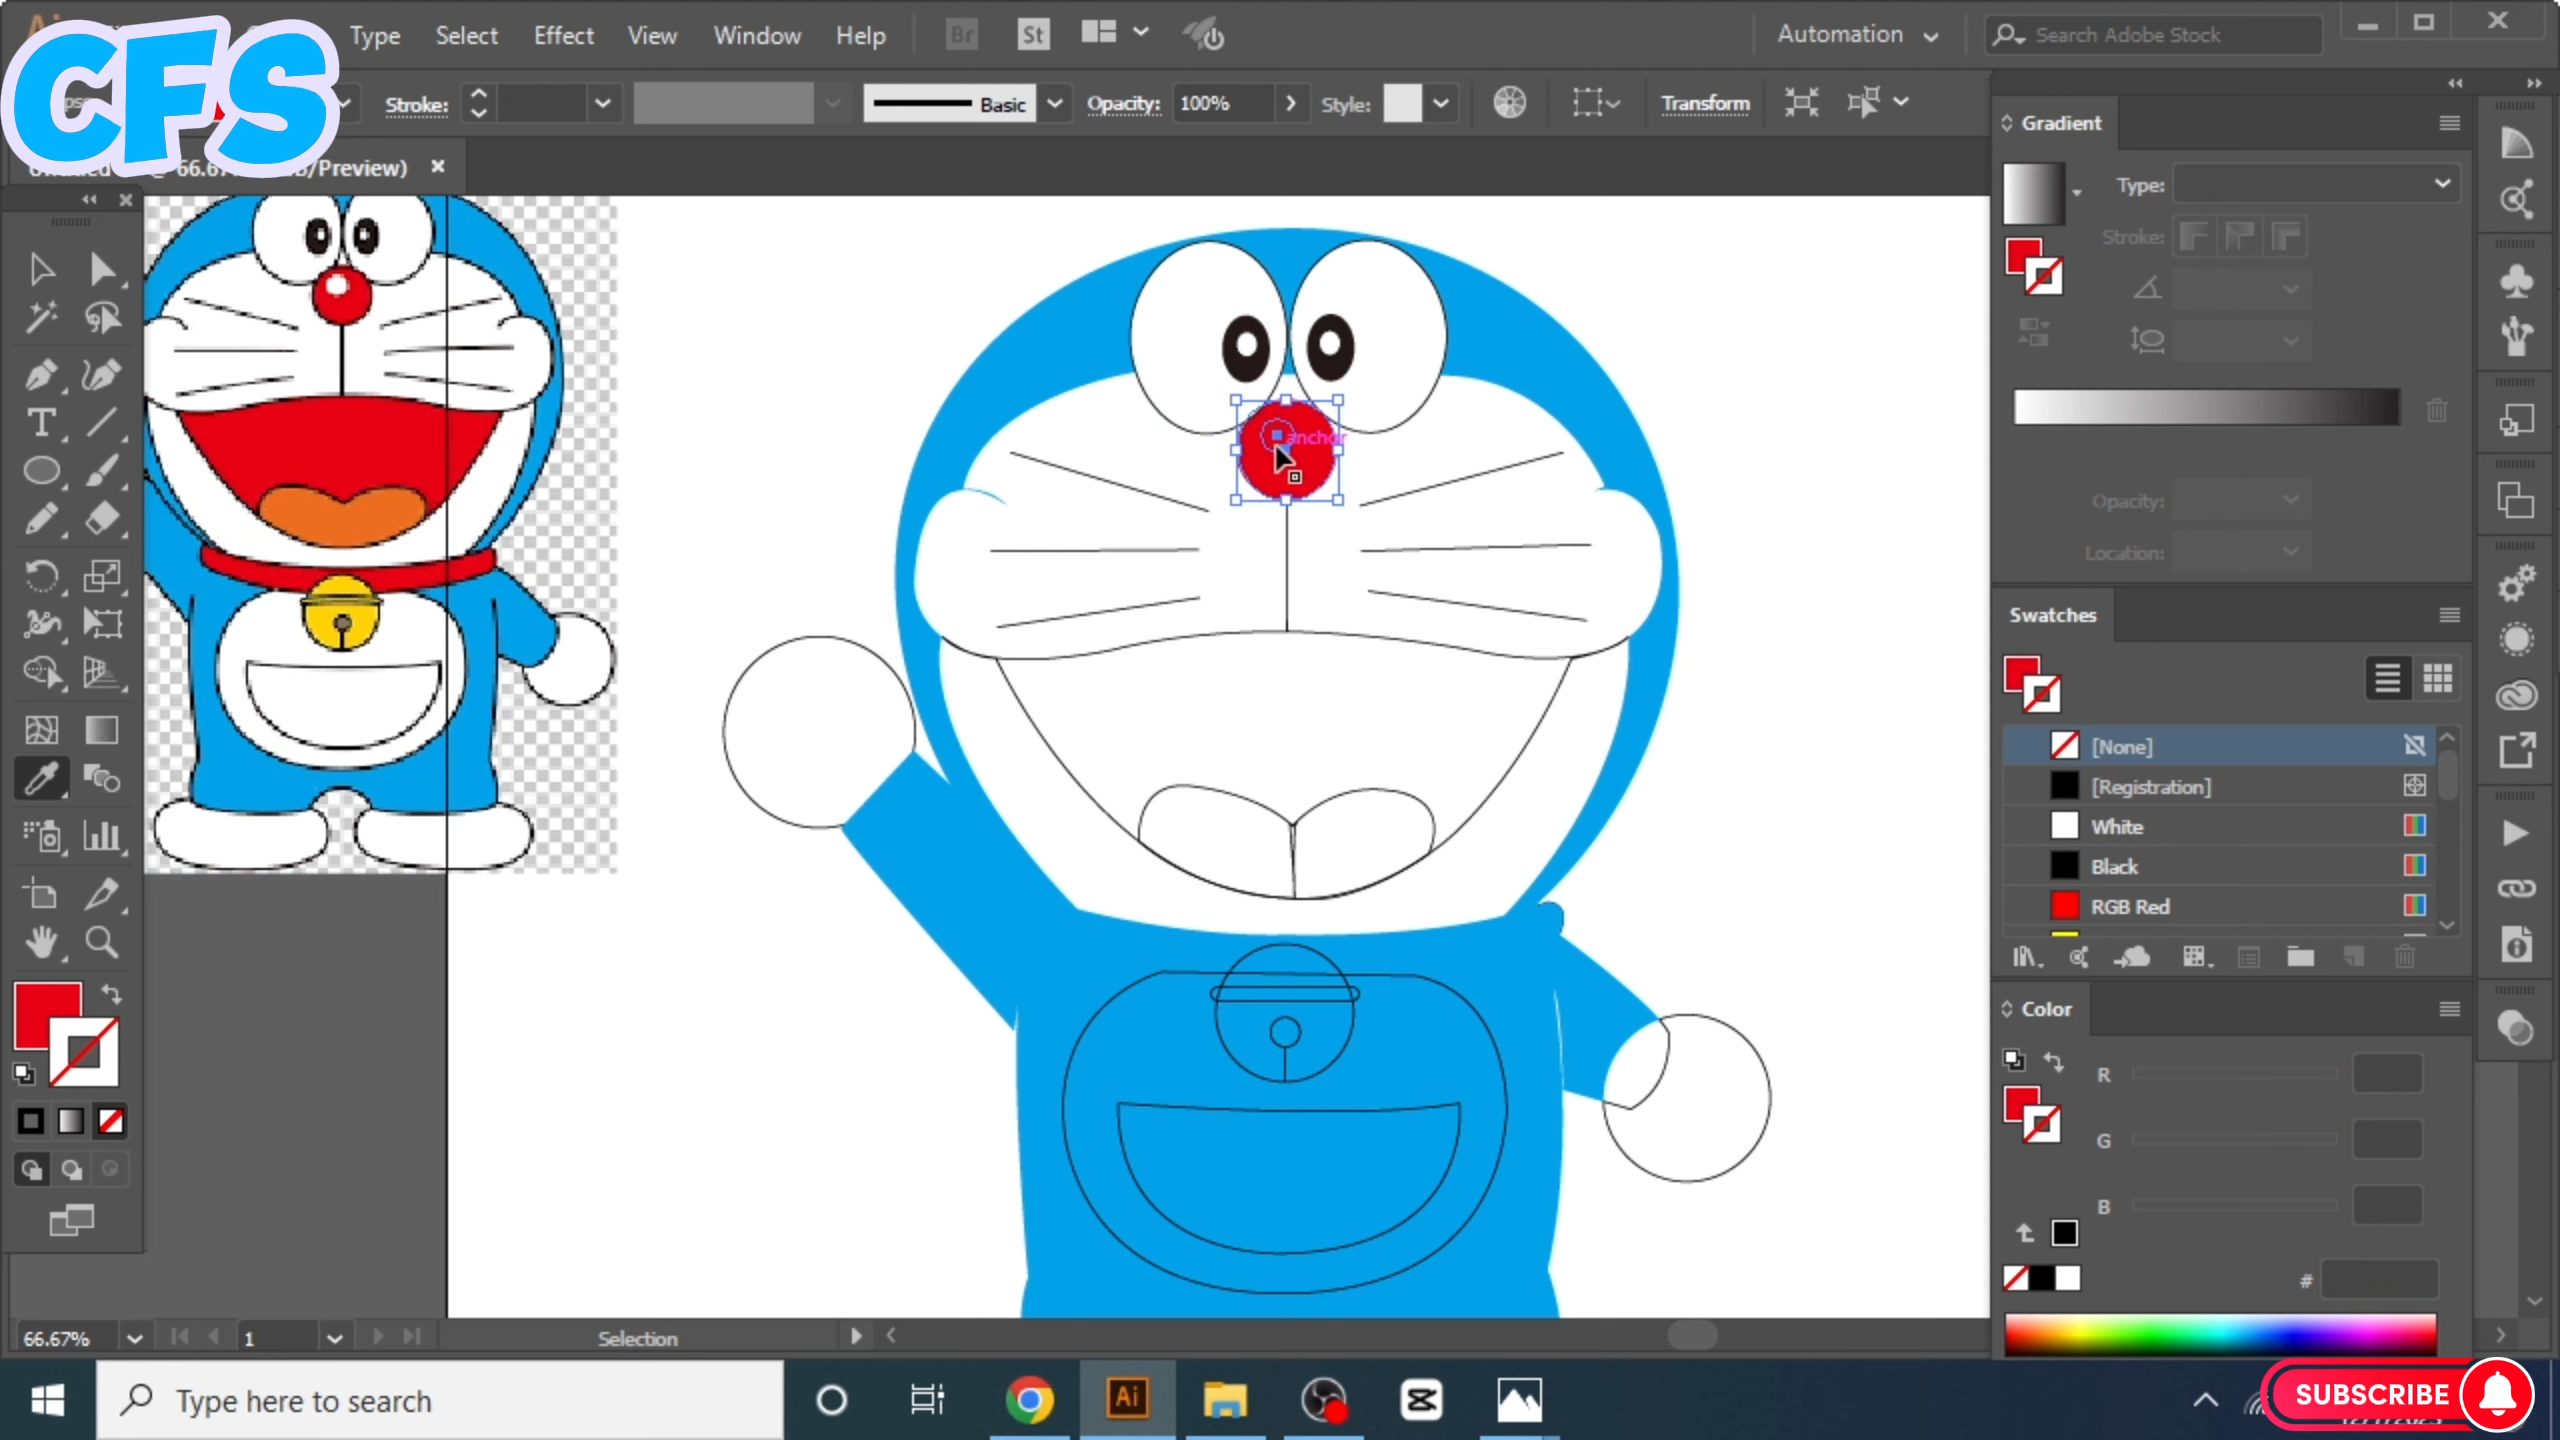 CFS
Type Select Effect View Window Help Br St Automation Search Adobe Stock
Stroke: Basic Opacity: 100% Style: Transform
/Preview) ×
Gradient
Type:
Stroke:
Opacity:
Location:
anchor
Swatches
[None]
[Registration]
White
Black
RGB Red
Color
R
G
B
#
T
66.67% 1 Selection
Type here to search
Ai
SUBSCRIBE